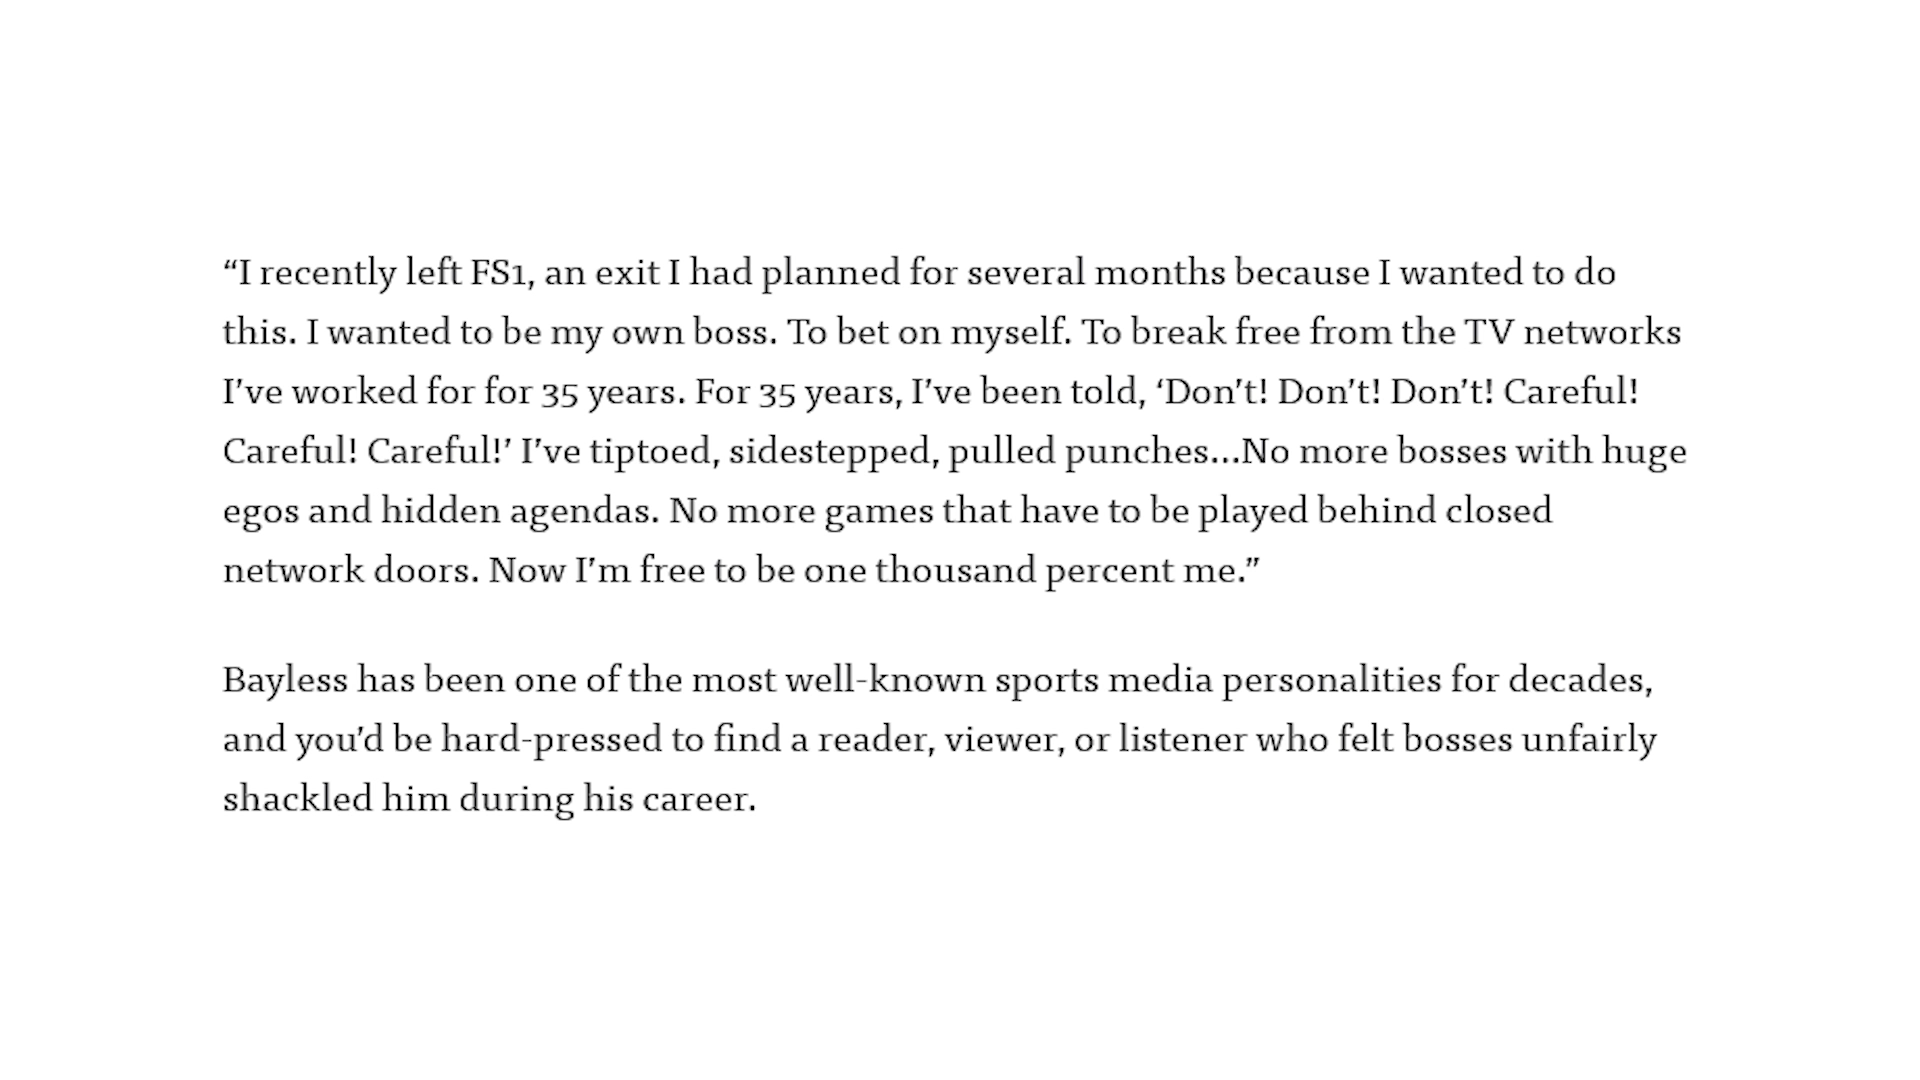 “I recently left FS1, an exit I had planned for several months because I wanted to do
this. I wanted to be my own boss. To bet on myself. To break free from the TV networks
I’ve worked for for 35 years. For 35 years, I’ve been told, ‘Don’t! Don’t! Don’t! Careful!
Careful! Careful!’ I’ve tiptoed, sidestepped, pulled punches…No more bosses with huge
egos and hidden agendas. No more games that have to be played behind closed
network doors. Now I’m free to be one thousand percent me.”
Bayless has been one of the most well-known sports media personalities for decades,
and you’d be hard-pressed to find a reader, viewer, or listener who felt bosses unfairly
shackled him during his career.